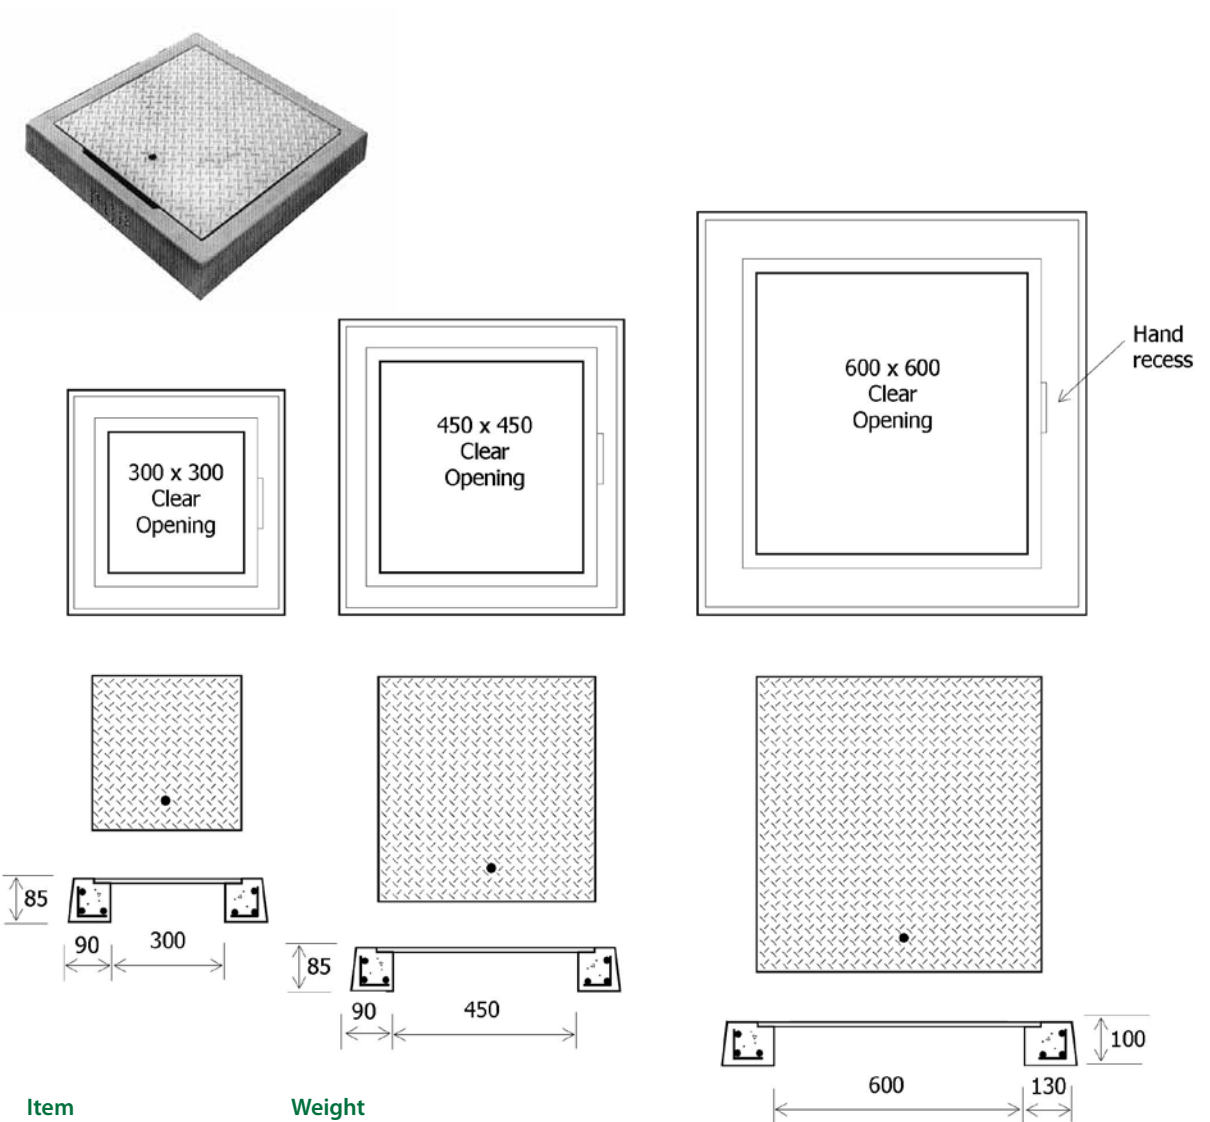 Hand
recess
600 x 600
Clear
Opening
450 x 450
Clear
Opening
300 x 300
Clear
Opening
85
90
300
85
90
450
100
600
130
Item
Weight